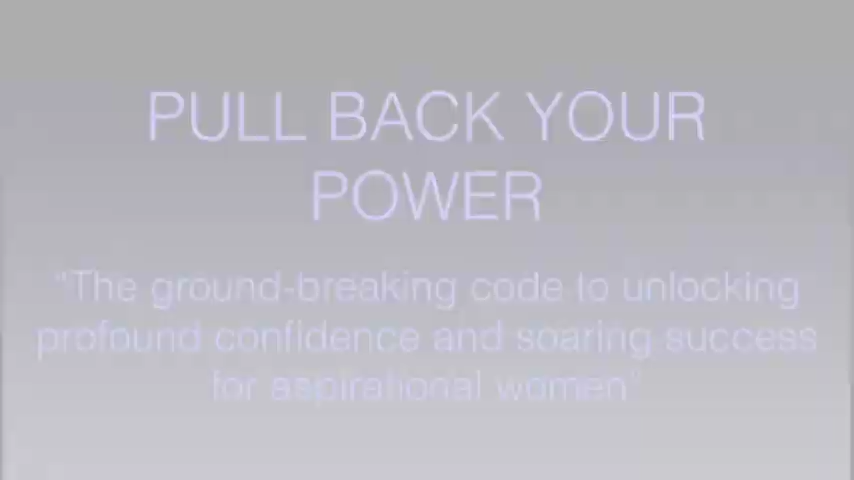 PULL BACK YOUR
POWER
"The ground-breaking code to unlocking
profound confidence and soaring success
for aspirational women"